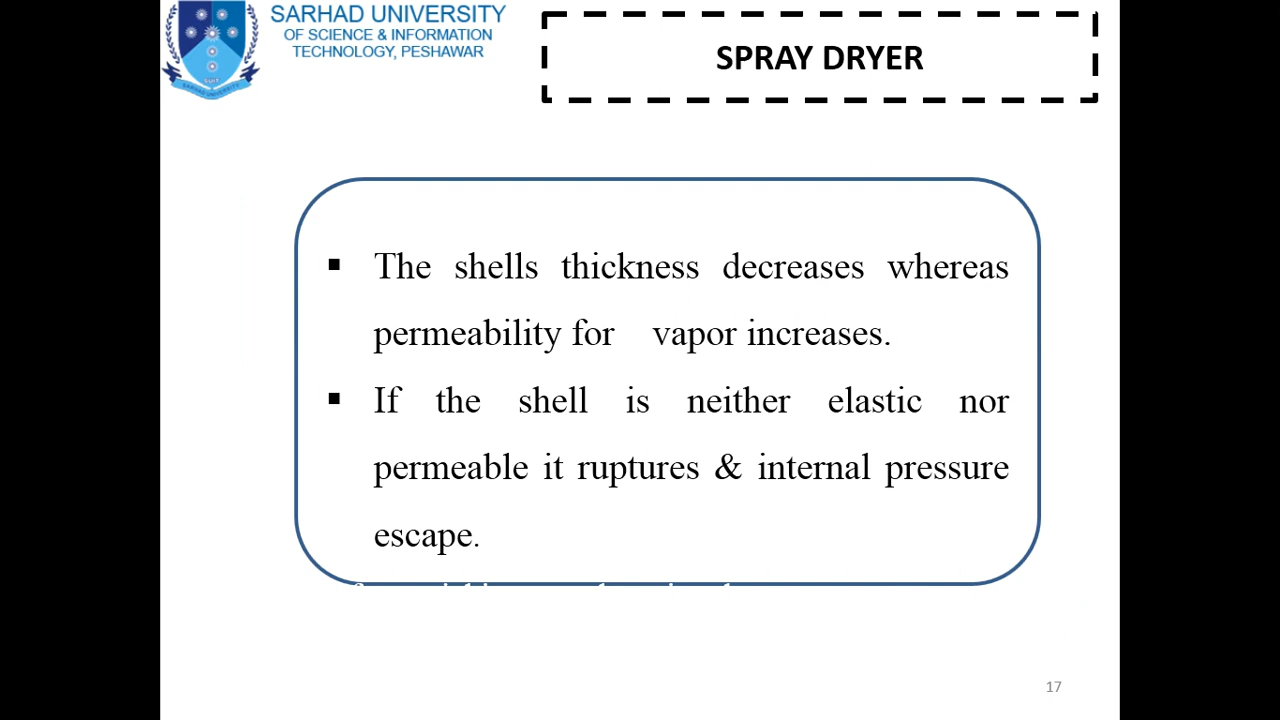 SARHAD UNIVERSITY
OF SCIENCE & INFORMATION
TECHNOLOGY, PESHAWAR
SPRAY DRYER
▪ The shells thickness decreases whereas
permeability for vapor increases.
▪ If the shell is neither elastic nor
permeable it ruptures & internal pressure
escape.
17